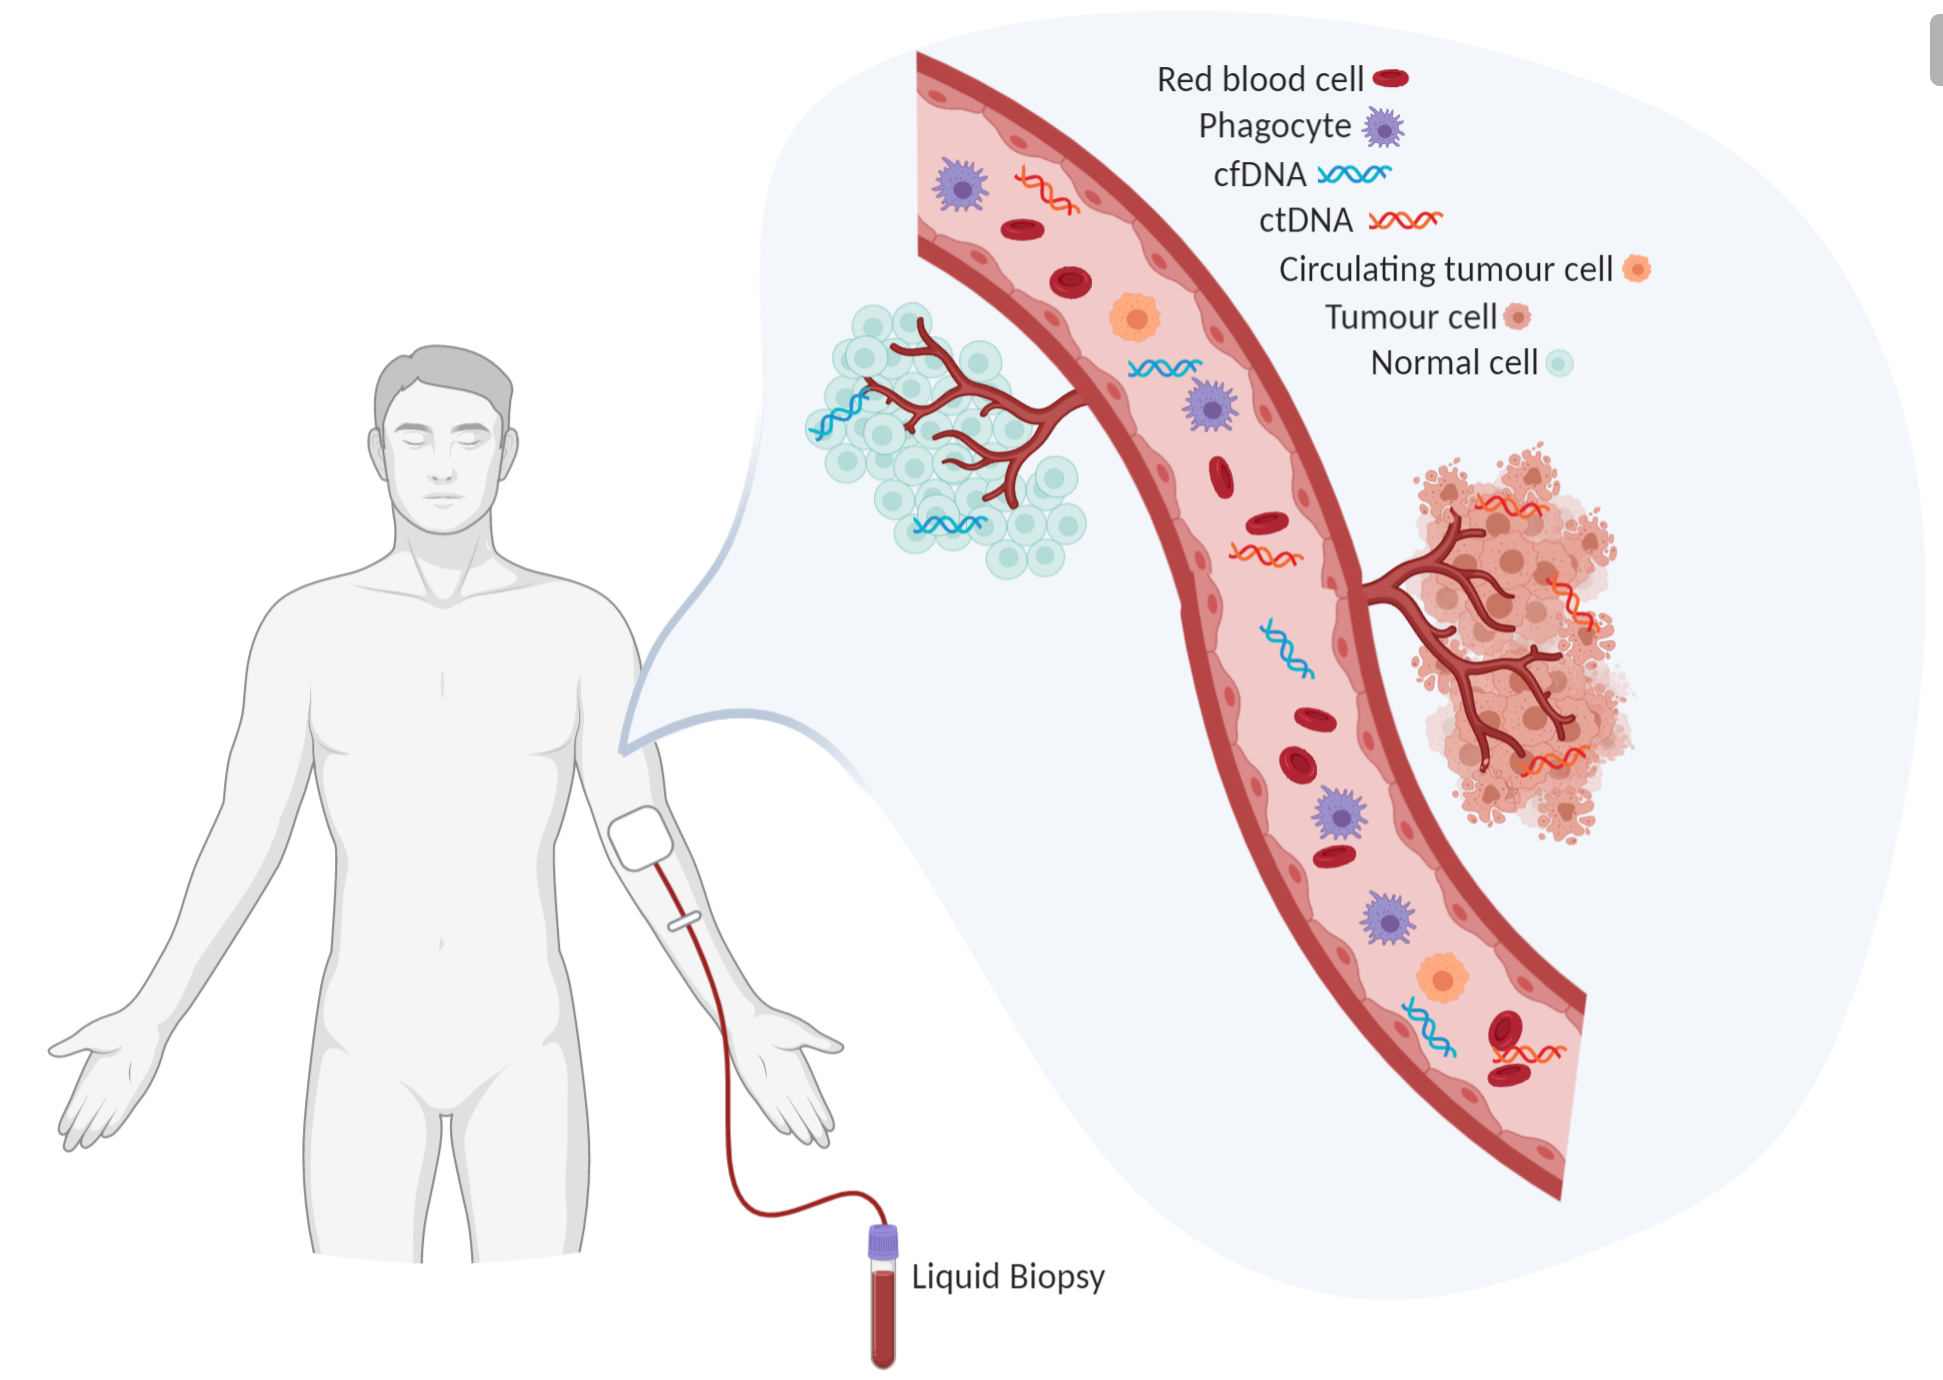 Red blood cell
Phagocyte
cfDNA
ctDNA
Circulating tumour cell
Tumour cell
Normal cell
Liquid Biopsy